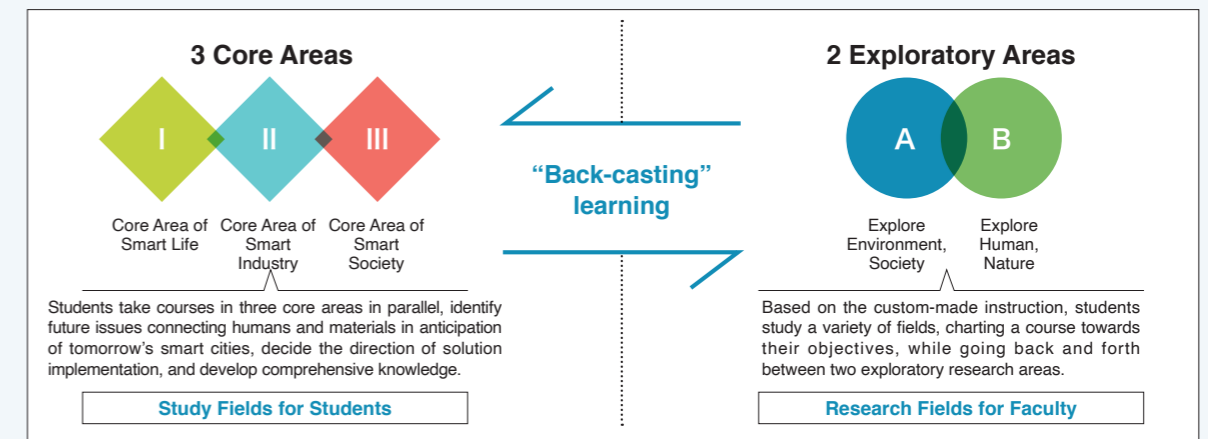 3 Core Areas
I
II
III
Core Area of
Smart Life
Core Area of
Smart
Industry
Core Area of
Smart
Society
Students take courses in three core areas in parallel, identify
future issues connecting humans and materials in anticipation
of tomorrow’s smart cities, decide the direction of solution
implementation, and develop comprehensive knowledge.
Study Fields for Students
“Back-casting”
learning
2 Exploratory Areas
A
B
Explore
Environment,
Society
Explore
Human,
Nature
Based on the custom-made instruction, students
study a variety of fields, charting a course towards
their objectives, while going back and forth
between two exploratory research areas.
Research Fields for Faculty